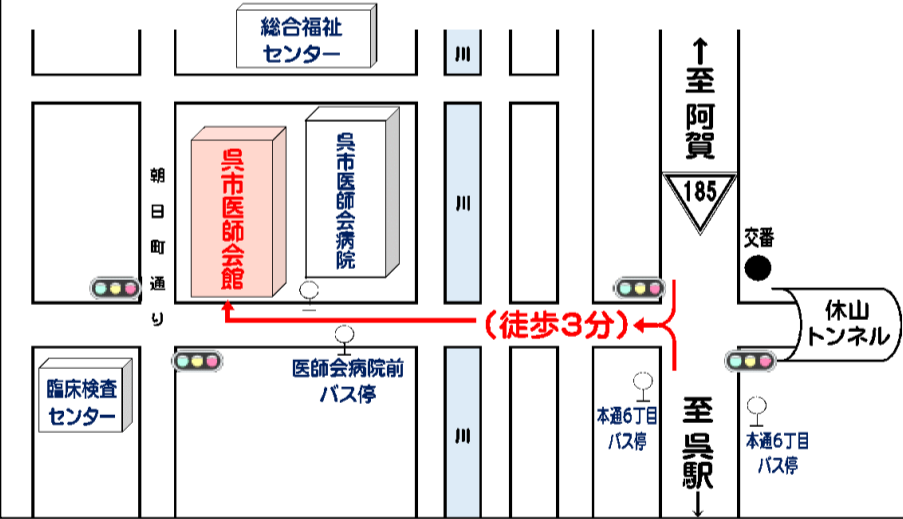 総合福祉
センター
川
↑至 阿賀
185
交番
休山
トンネル
朝日町通り
呉市医師会館
呉市医師会病院
川
(徒歩3分)
医師会病院前
バス停
臨床検査
センター
川
本通6丁目
バス停
至 呉駅↓
本通6丁目
バス停